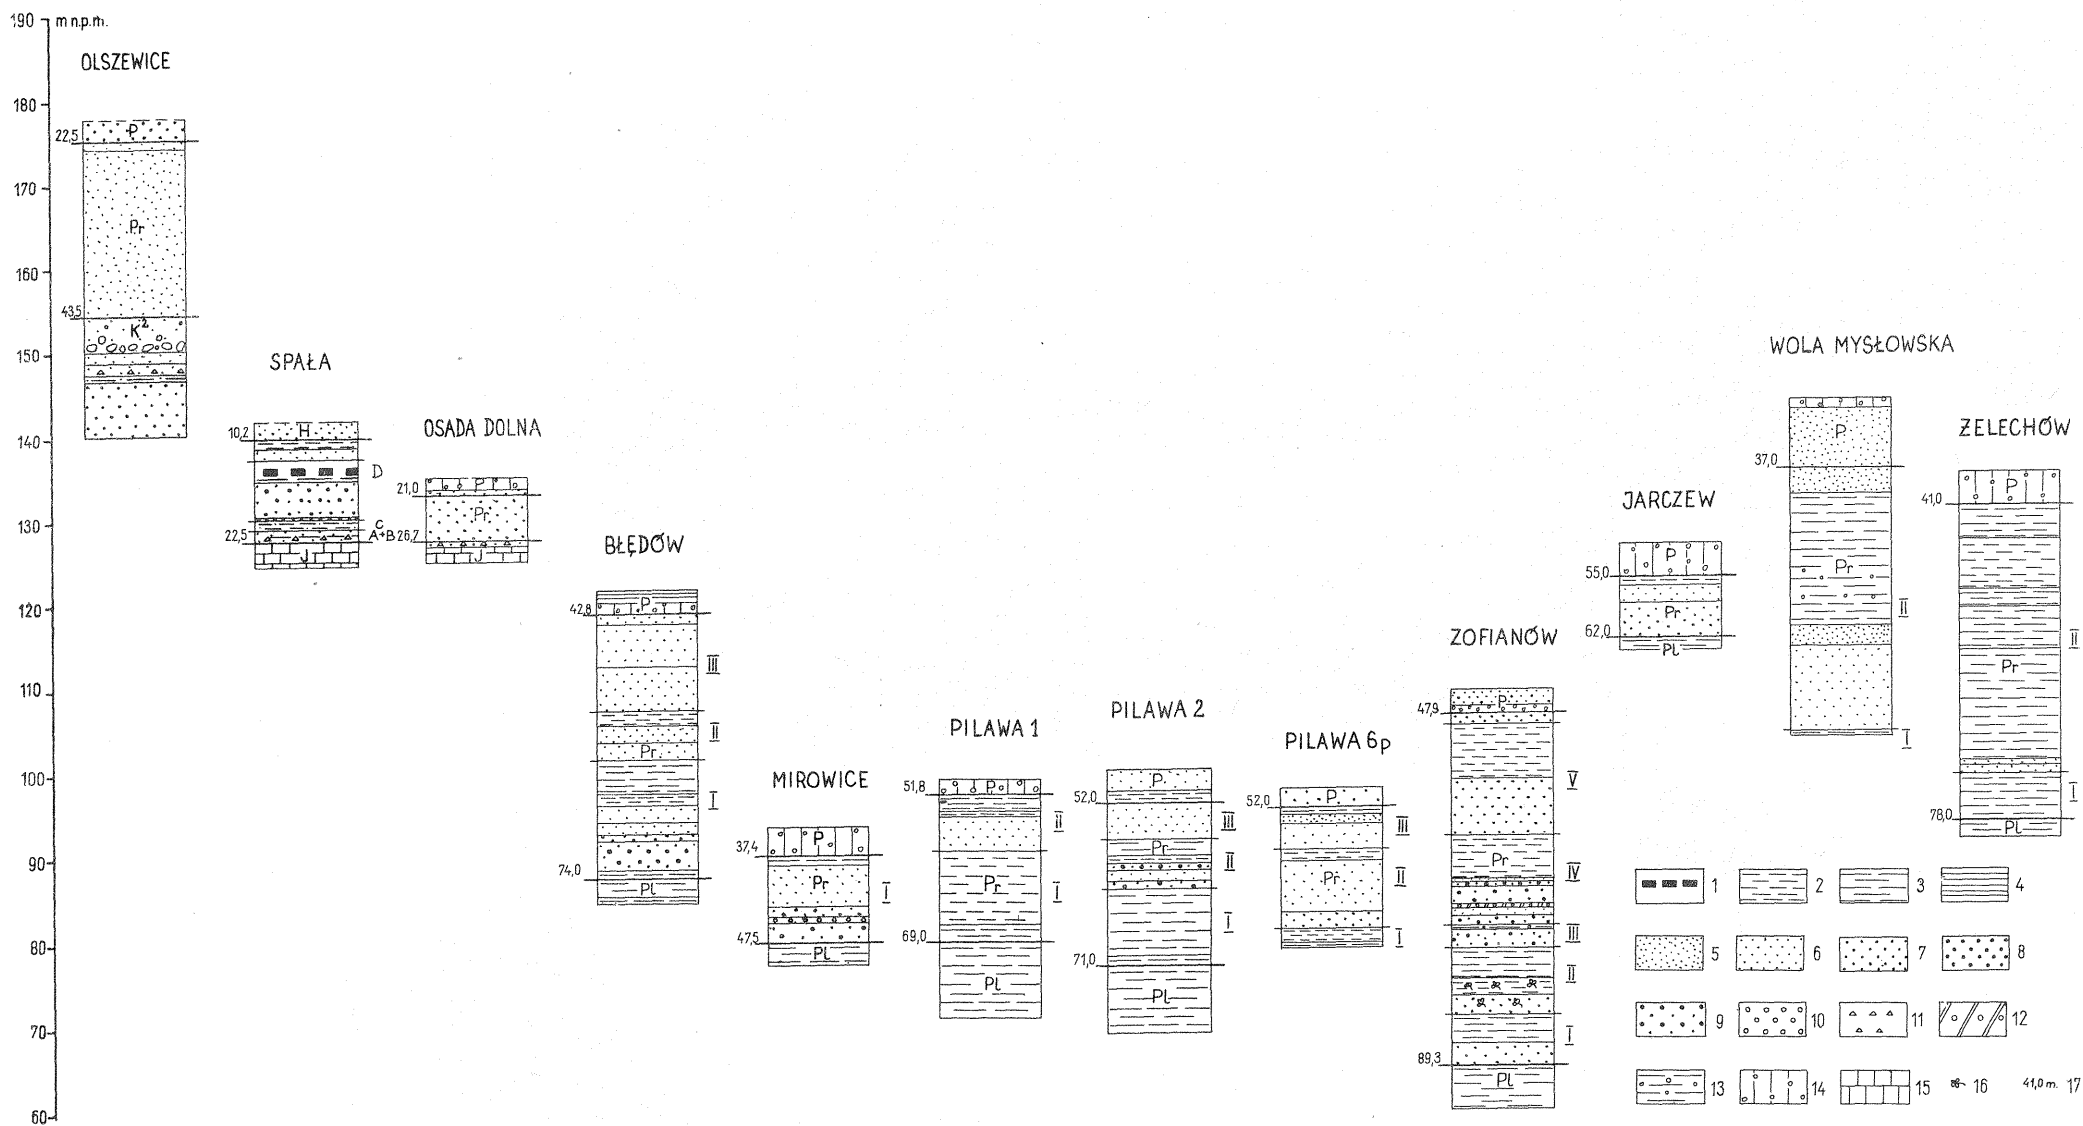 190 m n.p.m.
180
170
160
150
140
130
120
110
100
90
80
70
60
OLSZEWICE
22,5
P
Pr
43,5
K²
SPAŁA
10,2
H
D
C
22,5
A+B
J
OSADA DOLNA
21,0
P
Pr
26,7
J
BŁĘDÓW
42,8
P
III
II
Pr
I
74,0
Pl
MIROWICE
37,4
P
Pr
I
47,5
Pl
PILAWA 1
51,8
P
II
Pr
I
69,0
Pl
PILAWA 2
P
52,0
III
Pr
II
I
71,0
Pl
PILAWA 6p
52,0
P
III
Pr
II
I
ZOFIANÓW
47,9
P
V
Pr
IV
III
II
I
89,3
Pl
JARCZEW
P
55,0
Pr
62,0
Pl
WOLA MYSŁOWSKA
P
37,0
Pr
II
I
ŻELECHÓW
P
41,0
II
Pr
I
78,0
Pl
1 2 3 4
5 6 7 8
9 10 11 12
13 14 15 16 41,0 m. 17